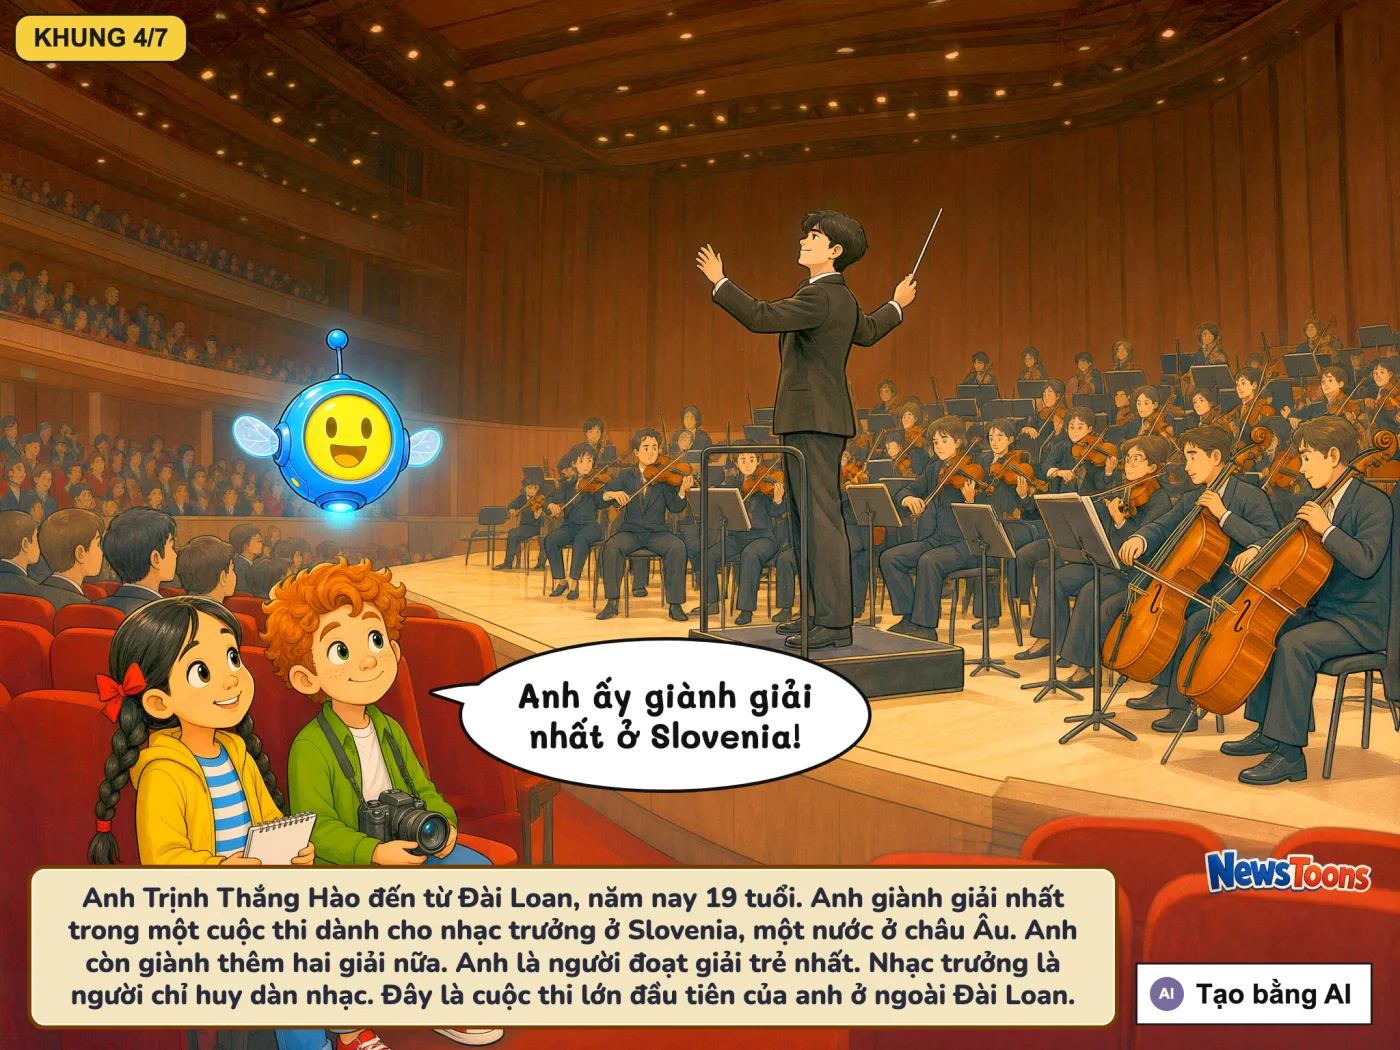 KHUNG 4/7
Anh ấy giành giải
nhất ở Slovenia!
Anh Trịnh Thắng Hào đến từ Đài Loan, năm nay 19 tuổi. Anh giành giải nhất
trong một cuộc thi dành cho nhạc trưởng ở Slovenia, một nước ở châu Âu. Anh
còn giành thêm hai giải nữa. Anh là người đoạt giải trẻ nhất. Nhạc trưởng là
người chỉ huy dàn nhạc. Đây là cuộc thi lớn đầu tiên của anh ở ngoài Đài Loan.
NewsToons
AI Tạo bằng AI